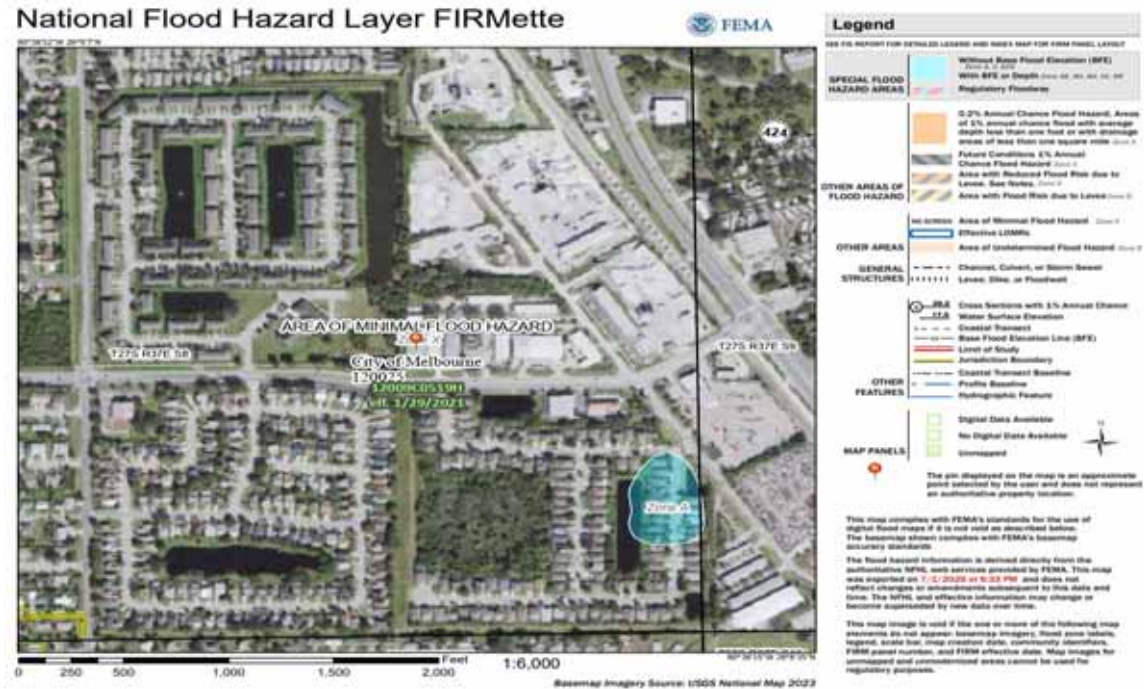 National Flood Hazard Layer FIRMette
FEMA
Legend
SEE FIS REPORT FOR DETAILED LEGEND AND INDEX MAP FOR FIRM PANEL LAYOUT
SPECIAL FLOOD
HAZARD AREAS
Without Base Flood Elevation (BFE)
With BFE or Depth
Regulatory Floodway
0.2% Annual Chance Flood Hazard, Areas
of 1% annual chance flood with average
depth less than one foot or with drainage
areas of less than one square mile
Future Conditions 1% Annual
Chance Flood Hazard
Area with Reduced Flood Risk due to
Levee. See Notes.
Area with Flood Risk due to Levee
OTHER AREAS OF
FLOOD HAZARD
NO SCREEN Area of Minimal Flood Hazard
Effective LOMRs
OTHER AREAS
Area of Undetermined Flood Hazard
GENERAL
STRUCTURES
Channel, Culvert, or Storm Sewer
Levee, Dike, or Floodwall
Cross Sections with 1% Annual Chance
Water Surface Elevation
Coastal Transect
Base Flood Elevation Line (BFE)
Limit of Study
Jurisdiction Boundary
Coastal Transect Baseline
OTHER
FEATURES
Profile Baseline
Hydrographic Feature
Digital Data Available
No Digital Data Available
Unmapped
MAP PANELS
The pin displayed on the map is an approximate
point selected by the user and does not represent
an authoritative property location.
This map complies with FEMA's standards for the use of
digital flood maps if it is not void as described below.
The basemap shown complies with FEMA's basemap
accuracy standards
The flood hazard information is derived directly from the
authoritative NFHL web services provided by FEMA. This map
was exported on and does not
reflect changes or amendments subsequent to this date and
time. The NFHL and effective information may change or
become superseded by new data over time.
This map image is void if the one or more of the following map
elements do not appear: basemap imagery, flood zone labels,
legend, scale bar, map creation date, community identifiers,
FIRM panel number, and FIRM effective date. Map images for
unmapped and unmodernized areas cannot be used for
regulatory purposes.
424
AREA OF MINIMAL FLOOD HAZARD
T27S R37E S8
T27S R37E S9
City of Melbourne
120025
12009C0519H
eff. 1/29/2021
Zone A
0 250 500 1,000 1,500 2,000
Feet
1:6,000
Basemap Imagery Source: USGS National Map 2023